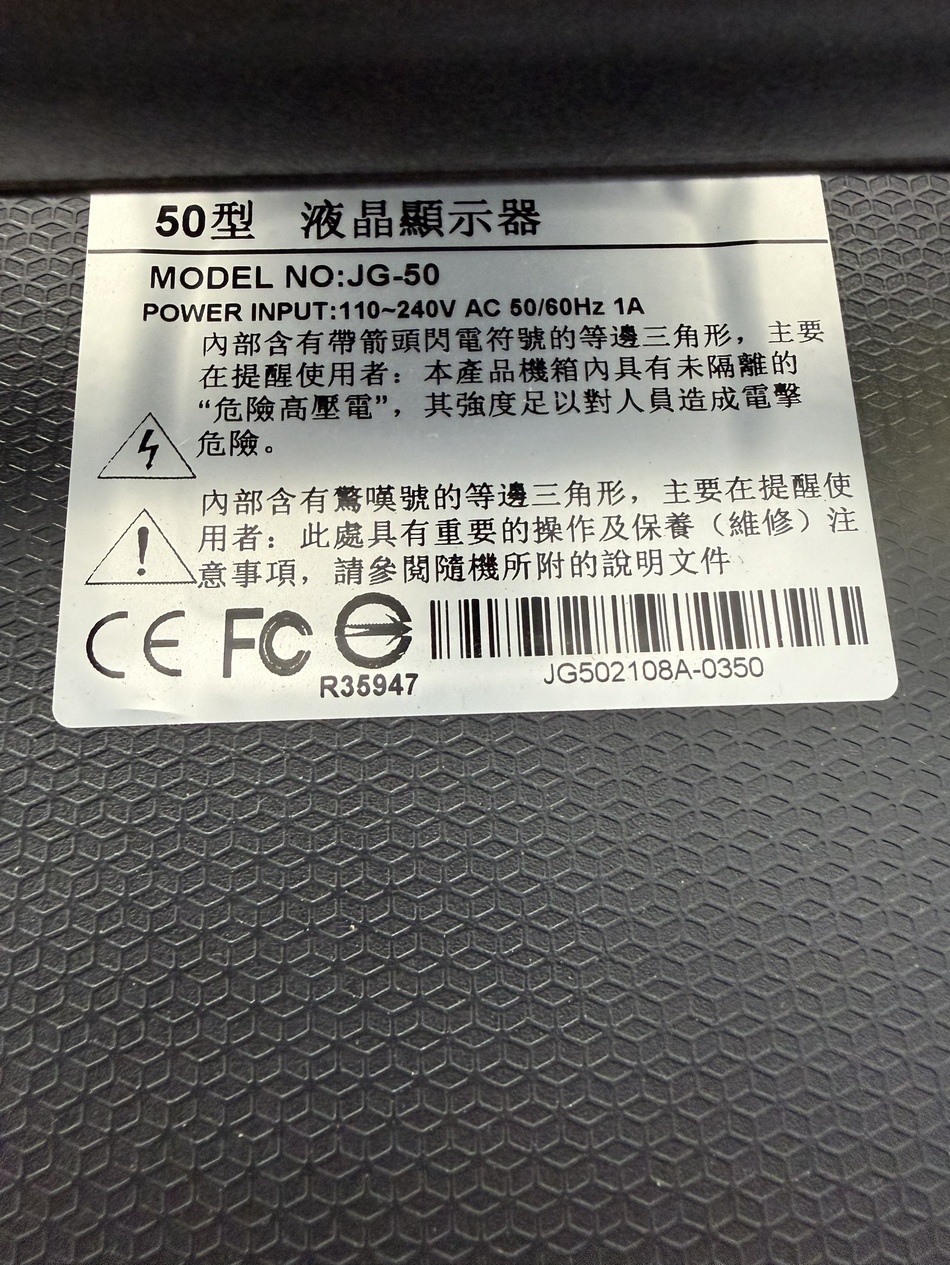 50型 液晶顯示器
MODEL NO:JG-50
POWER INPUT:110~240V AC 50/60Hz 1A
內部含有帶箭頭閃電符號的等邊三角形，主要
在提醒使用者：本產品機箱內具有未隔離的
“危險高壓電”，其強度足以對人員造成電擊
危險。
內部含有驚嘆號的等邊三角形，主要在提醒使
用者：此處具有重要的操作及保養（維修）注
意事項，請參閱隨機所附的說明文件
CE FC
R35947
JG502108A-0350